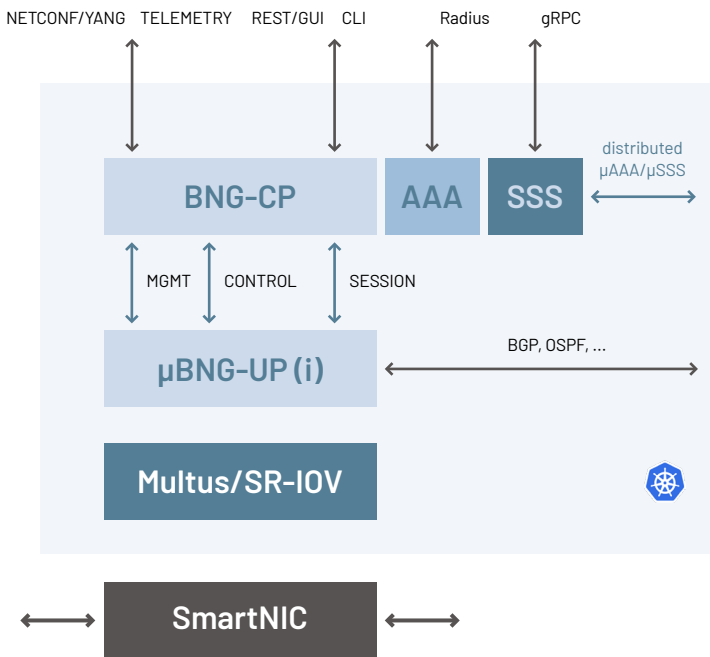 NETCONF/YANG TELEMETRY REST/GUI CLI Radius gRPC
distributed
µAAA/µSSS
BNG-CP AAA SSS
MGMT CONTROL SESSION
BGP, OSPF, ...
µBNG-UP (i)
Multus/SR-IOV
SmartNIC